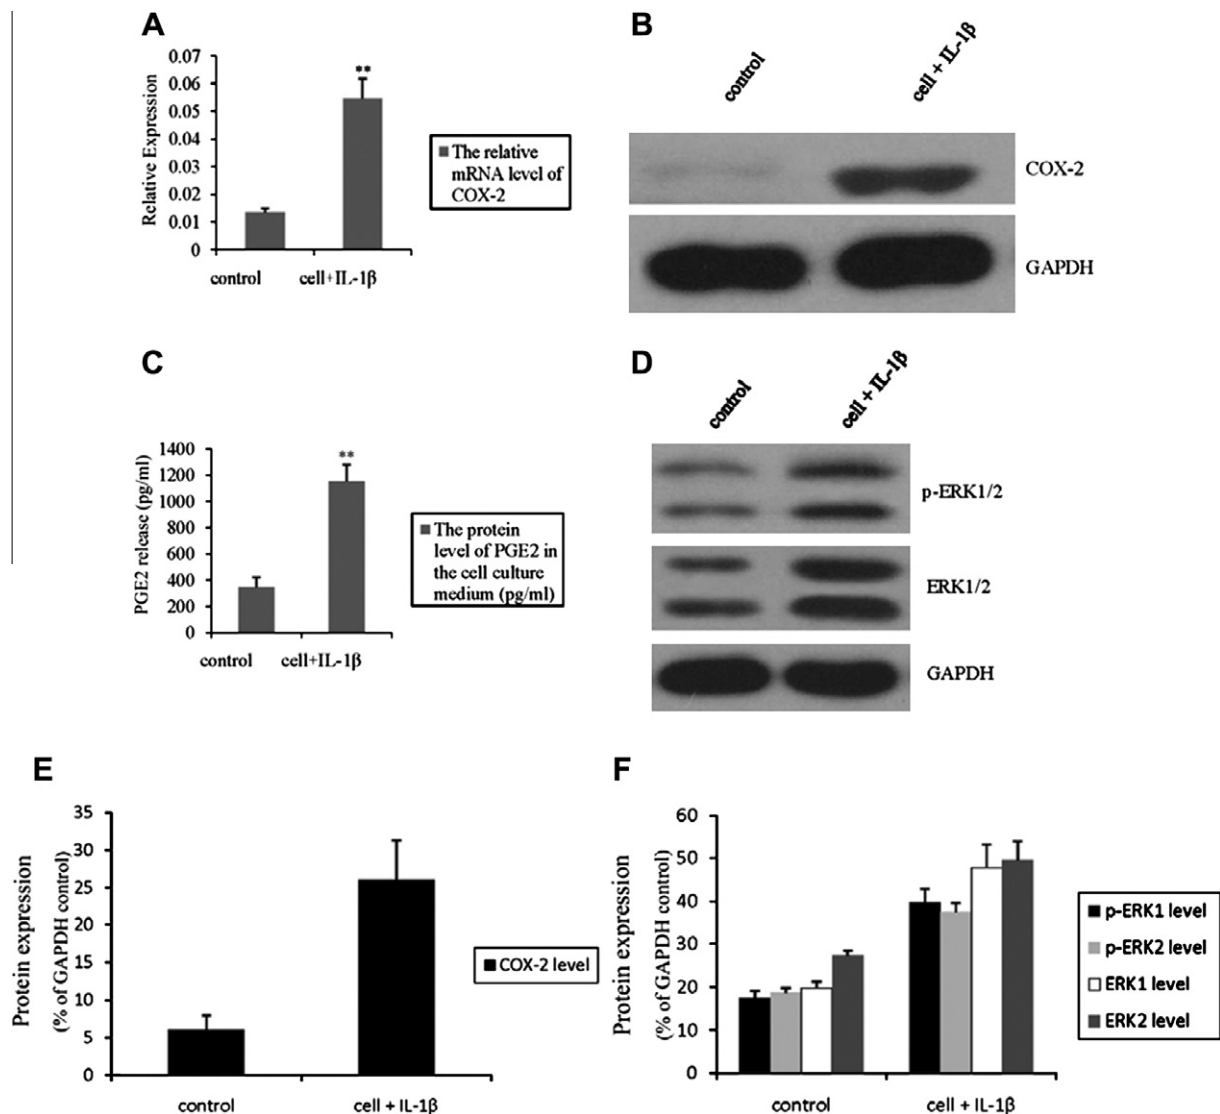 A
0.07
0.06
0.05
0.04
0.03
0.02
0.01
0
Relative Expression
**
control
cell+IL-1β
The relative
mRNA level of
COX-2
B
control
cell + IL-1β
COX-2
GAPDH
C
1400
1200
1000
800
600
400
200
0
PGE2 release (pg/ml)
**
control
cell+IL-1β
The protein
level of PGE2 in
the cell culture
medium (pg/ml)
D
control
cell + IL-1β
p-ERK1/2
ERK1/2
GAPDH
E
35
30
25
20
15
10
5
0
Protein expression
(% of GAPDH control)
control
cell + IL-1β
COX-2 level
F
60
50
40
30
20
10
0
Protein expression
(% of GAPDH control)
control
cell + IL-1β
p-ERK1 level
p-ERK2 level
ERK1 level
ERK2 level